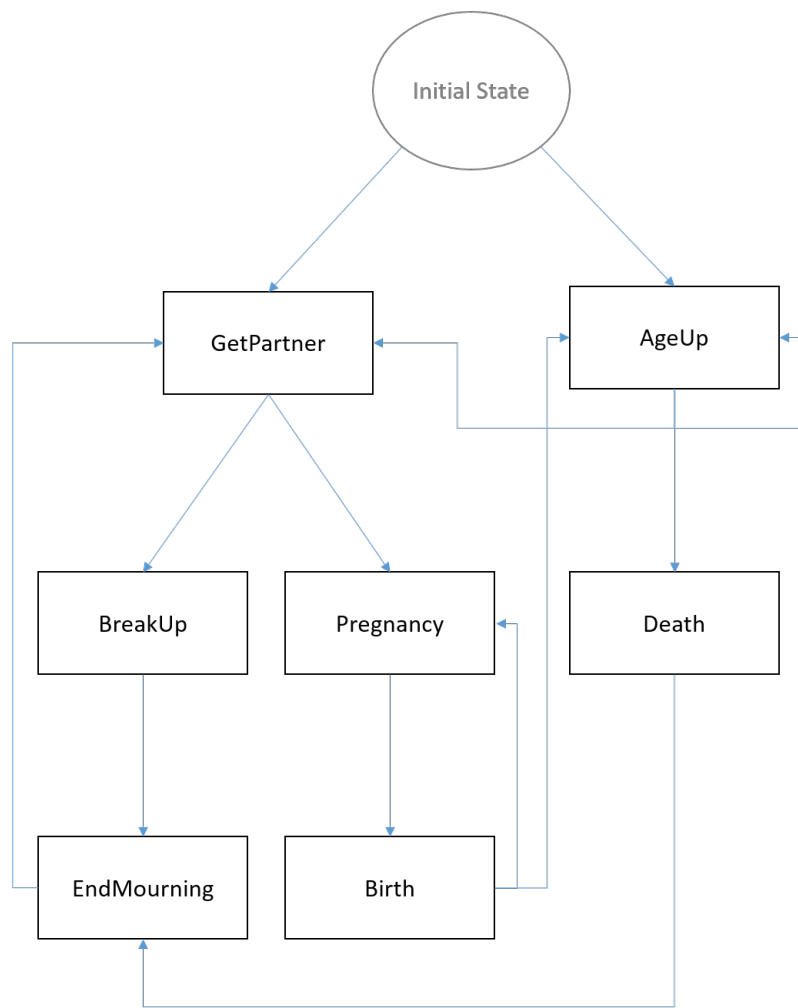 Initial State
GetPartner
AgeUp
BreakUp
Pregnancy
Death
EndMourning
Birth